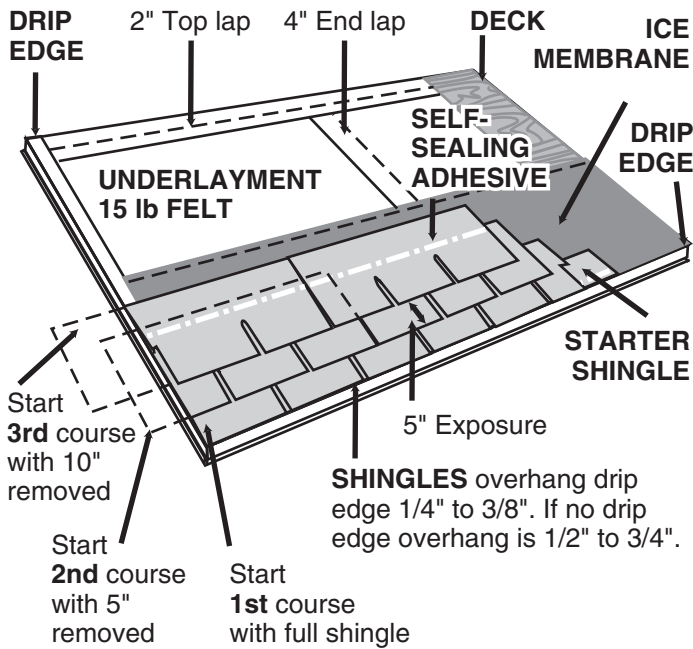 DRIP
EDGE
2" Top lap
4" End lap
DECK
ICE
MEMBRANE
SELF-
SEALING
ADHESIVE
DRIP
EDGE
UNDERLAYMENT
15 lb FELT
STARTER
SHINGLE
Start
3rd course
with 10"
removed
5" Exposure
SHINGLES overhang drip
edge 1/4" to 3/8". If no drip
edge overhang is 1/2" to 3/4".
Start
2nd course
with 5"
removed
Start
1st course
with full shingle